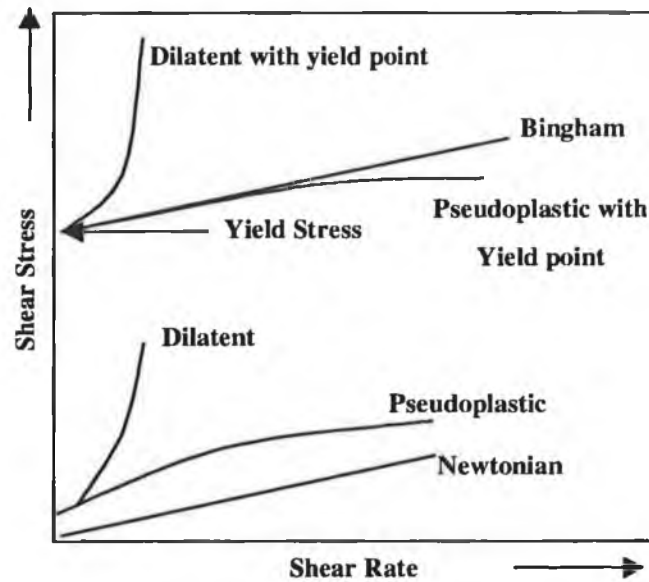 Dilatent with yield point
Bingham
Pseudoplastic with
Yield point
Yield Stress
Shear Stress
Dilatent
Pseudoplastic
Newtonian
Shear Rate